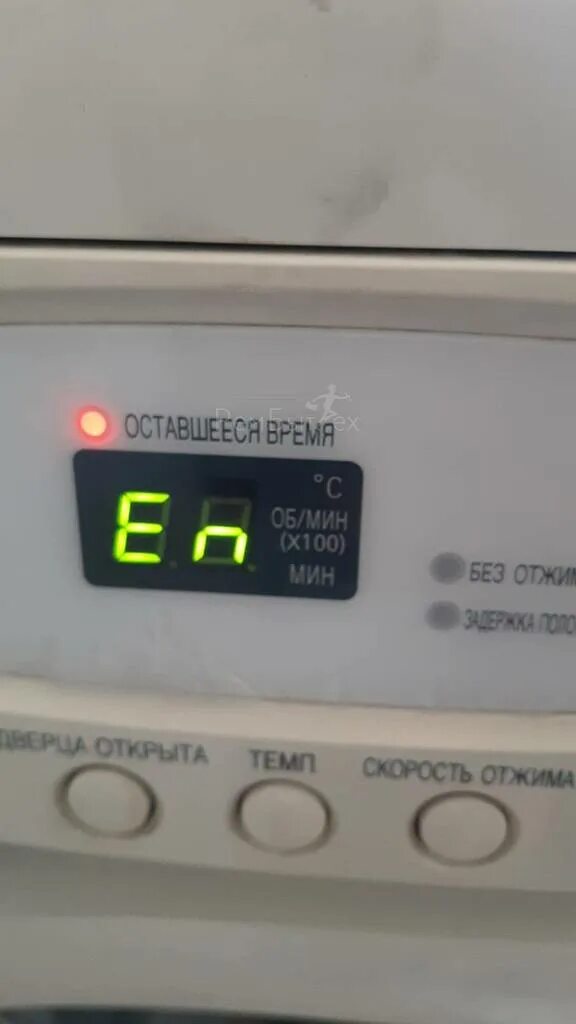 ОСТАВШЕЕСЯ ВРЕМЯ
En
°C
ОБ/МИН
(X100)
МИН
БЕЗ ОТЖИМ
ЗАДЕРЖКА ПОЛО
ДВЕРЦА ОТКРЫТА
ТЕМП
СКОРОСТЬ ОТЖИМА